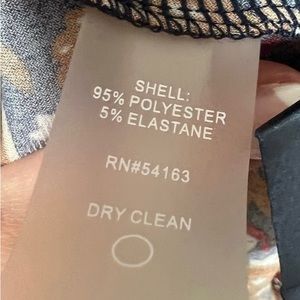 SHELL:
95% POLYESTER
5% ELASTANE
RN#54163
DRY CLEAN